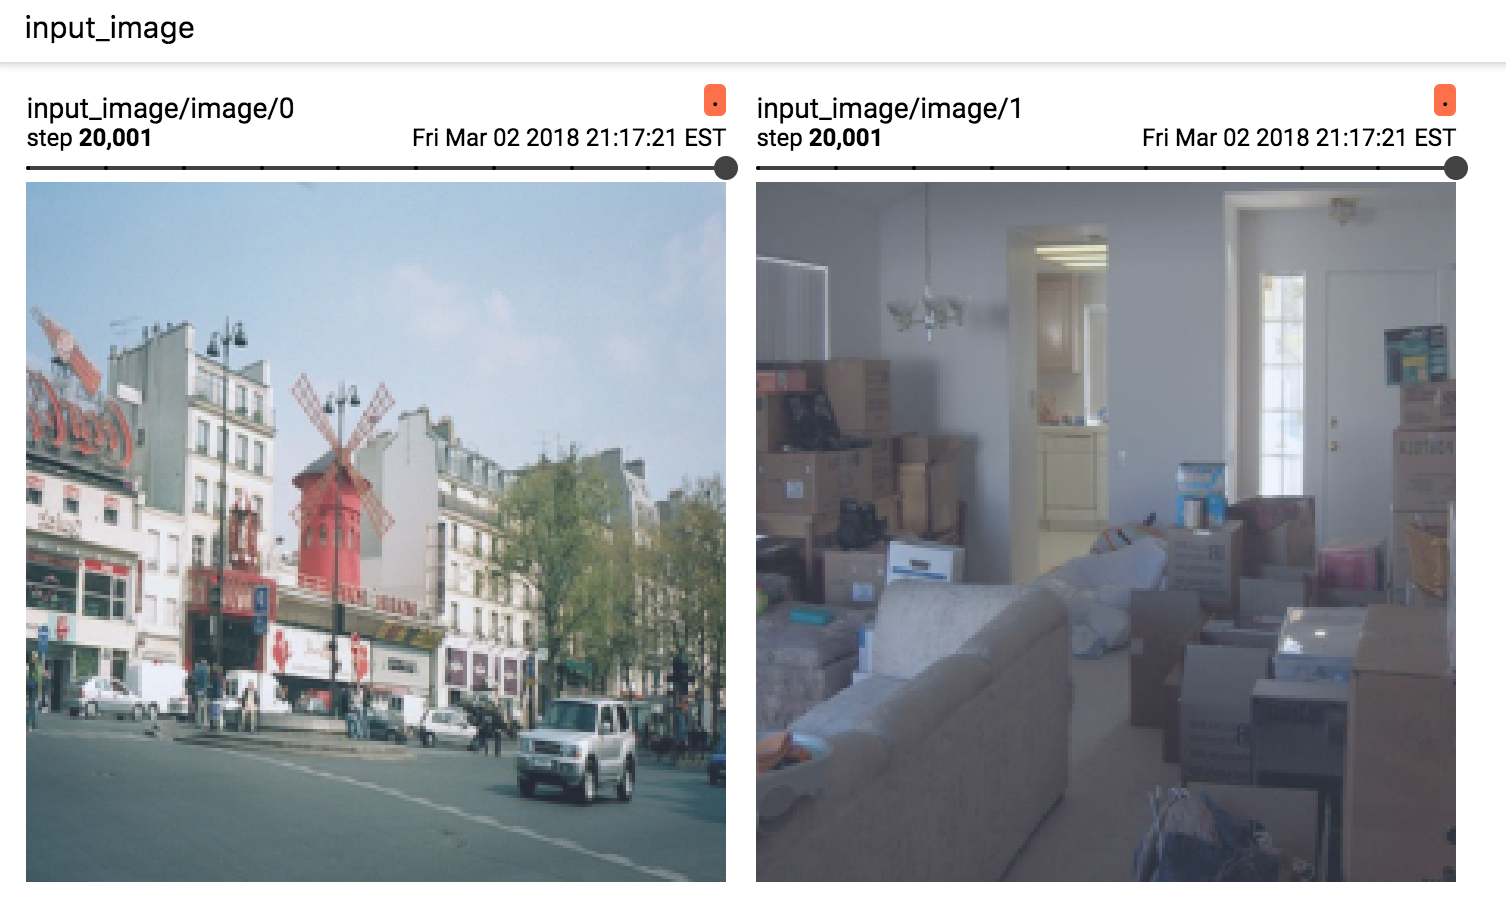 input_image
input_image/image/0
.
step 20,001
Fri Mar 02 2018 21:17:21 EST
input_image/image/1
.
step 20,001
Fri Mar 02 2018 21:17:21 EST